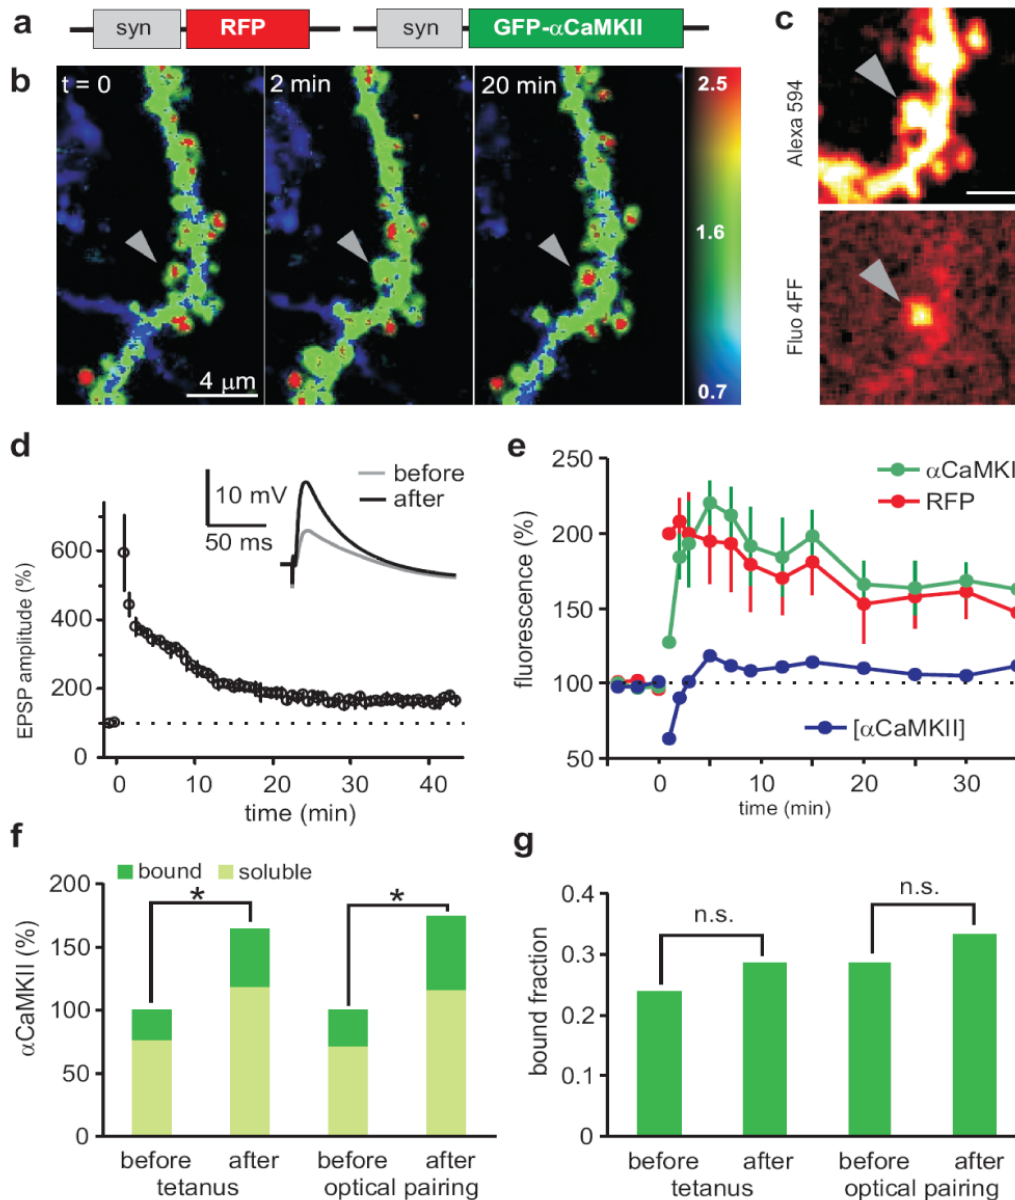 a
syn
RFP
syn
GFP-αCaMKII
b
t = 0
2 min
20 min
4 μm
2.5
1.6
0.7
c
Alexa 594
Fluo 4FF
d
EPSP amplitude (%)
600
400
200
0
10 mV
50 ms
before
after
0
10
20
30
40
time (min)
e
fluorescence (%)
250
200
150
100
50
αCaMKI
RFP
[αCaMKII]
0
10
20
30
time (min)
f
bound
soluble
αCaMKII (%)
200
150
100
50
0
*
*
before
after
before
after
tetanus
optical pairing
g
bound fraction
0.4
0.3
0.2
0.1
0
n.s.
n.s.
before
after
before
after
tetanus
optical pairing